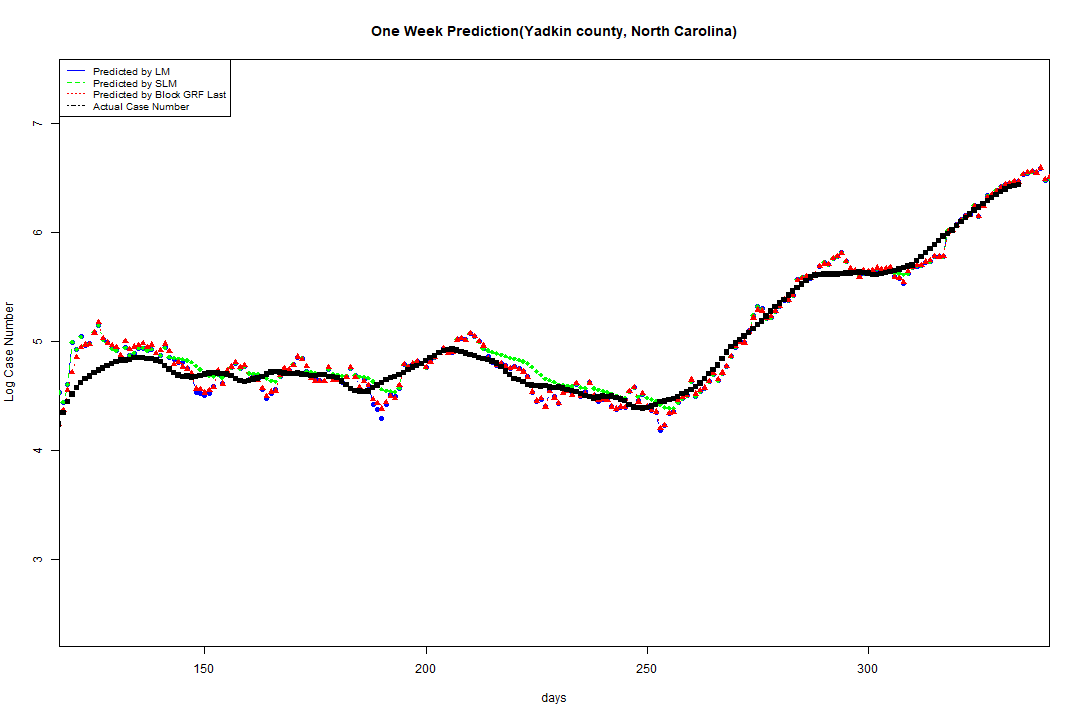 One Week Prediction(Yadkin county, North Carolina)
Predicted by LM
Predicted by SLM
Predicted by Block GRF Last
Actual Case Number
7
6
5
4
3
Log Case Number
150 200 250 300
days